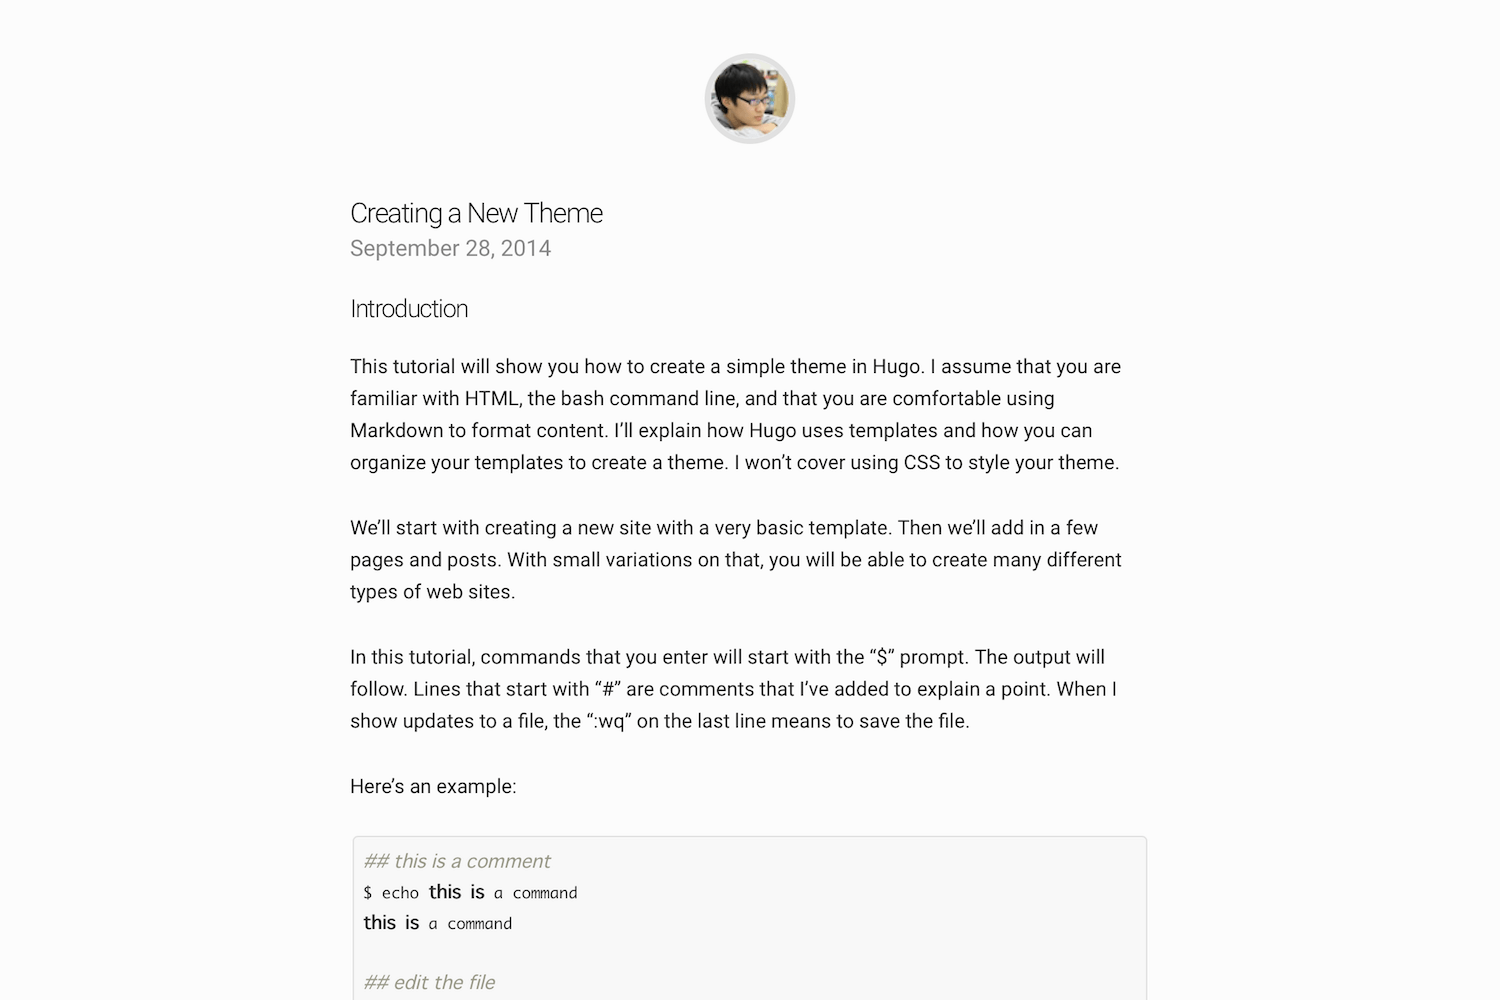 Creating a New Theme
September 28, 2014
Introduction
This tutorial will show you how to create a simple theme in Hugo. I assume that you are
familiar with HTML, the bash command line, and that you are comfortable using
Markdown to format content. I’ll explain how Hugo uses templates and how you can
organize your templates to create a theme. I won’t cover using CSS to style your theme.
We’ll start with creating a new site with a very basic template. Then we’ll add in a few
pages and posts. With small variations on that, you will be able to create many different
types of web sites.
In this tutorial, commands that you enter will start with the “$” prompt. The output will
follow. Lines that start with “#” are comments that I’ve added to explain a point. When I
show updates to a file, the “:wq” on the last line means to save the file.
Here’s an example:
## this is a comment
$ echo this is a command
this is a command
## edit the file